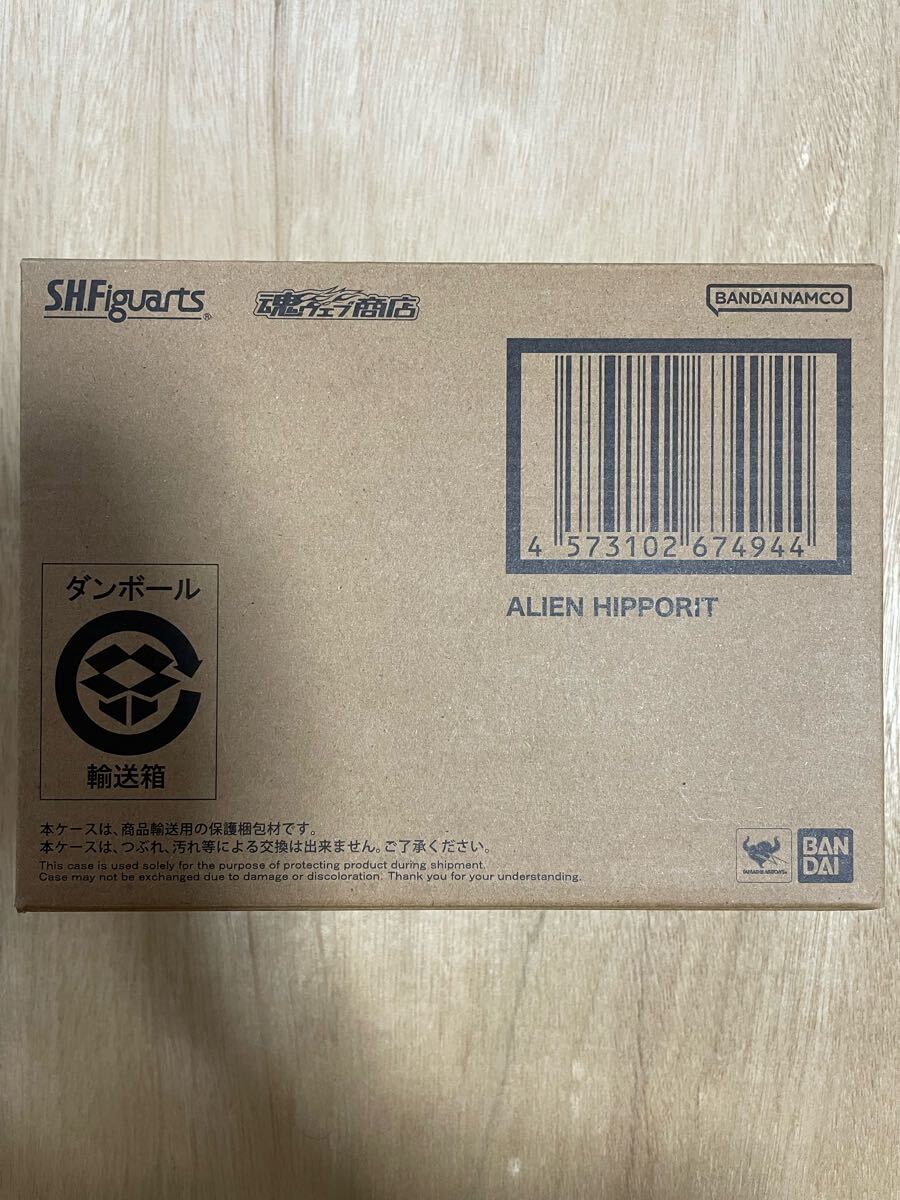 S.H.Figuarts®
魂ウェブ商店
BANDAI NAMCO
4 573102 674944
ALIEN HIPPORIT
ダンボール
輸送箱
本ケースは、商品輸送用の保護梱包材です。
本ケースは、つぶれ、汚れ等による交換は出来ません。ご了承ください。
This case is used solely for the purpose of protecting product during shipment.
Case may not be exchanged due to damage or discoloration. Thank you for your understanding.
TAMASHII NATIONS
BAN
DAI